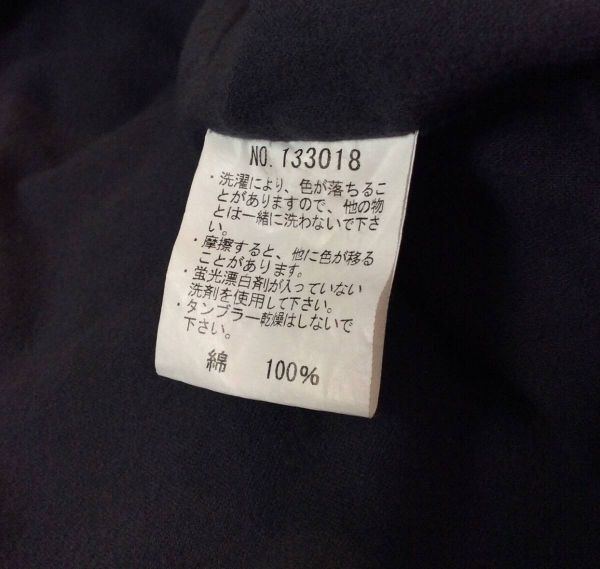 NO. 133018
・洗濯により、色が落ちるこ
とがありますので、他の物
とは一緒に洗わないで下さ
い。
・摩擦すると、他に色が移る
ことがあります。
・蛍光漂白剤が入っていない
洗剤を使用して下さい。
・タンブラー乾燥はしないで
下さい。
綿 100%